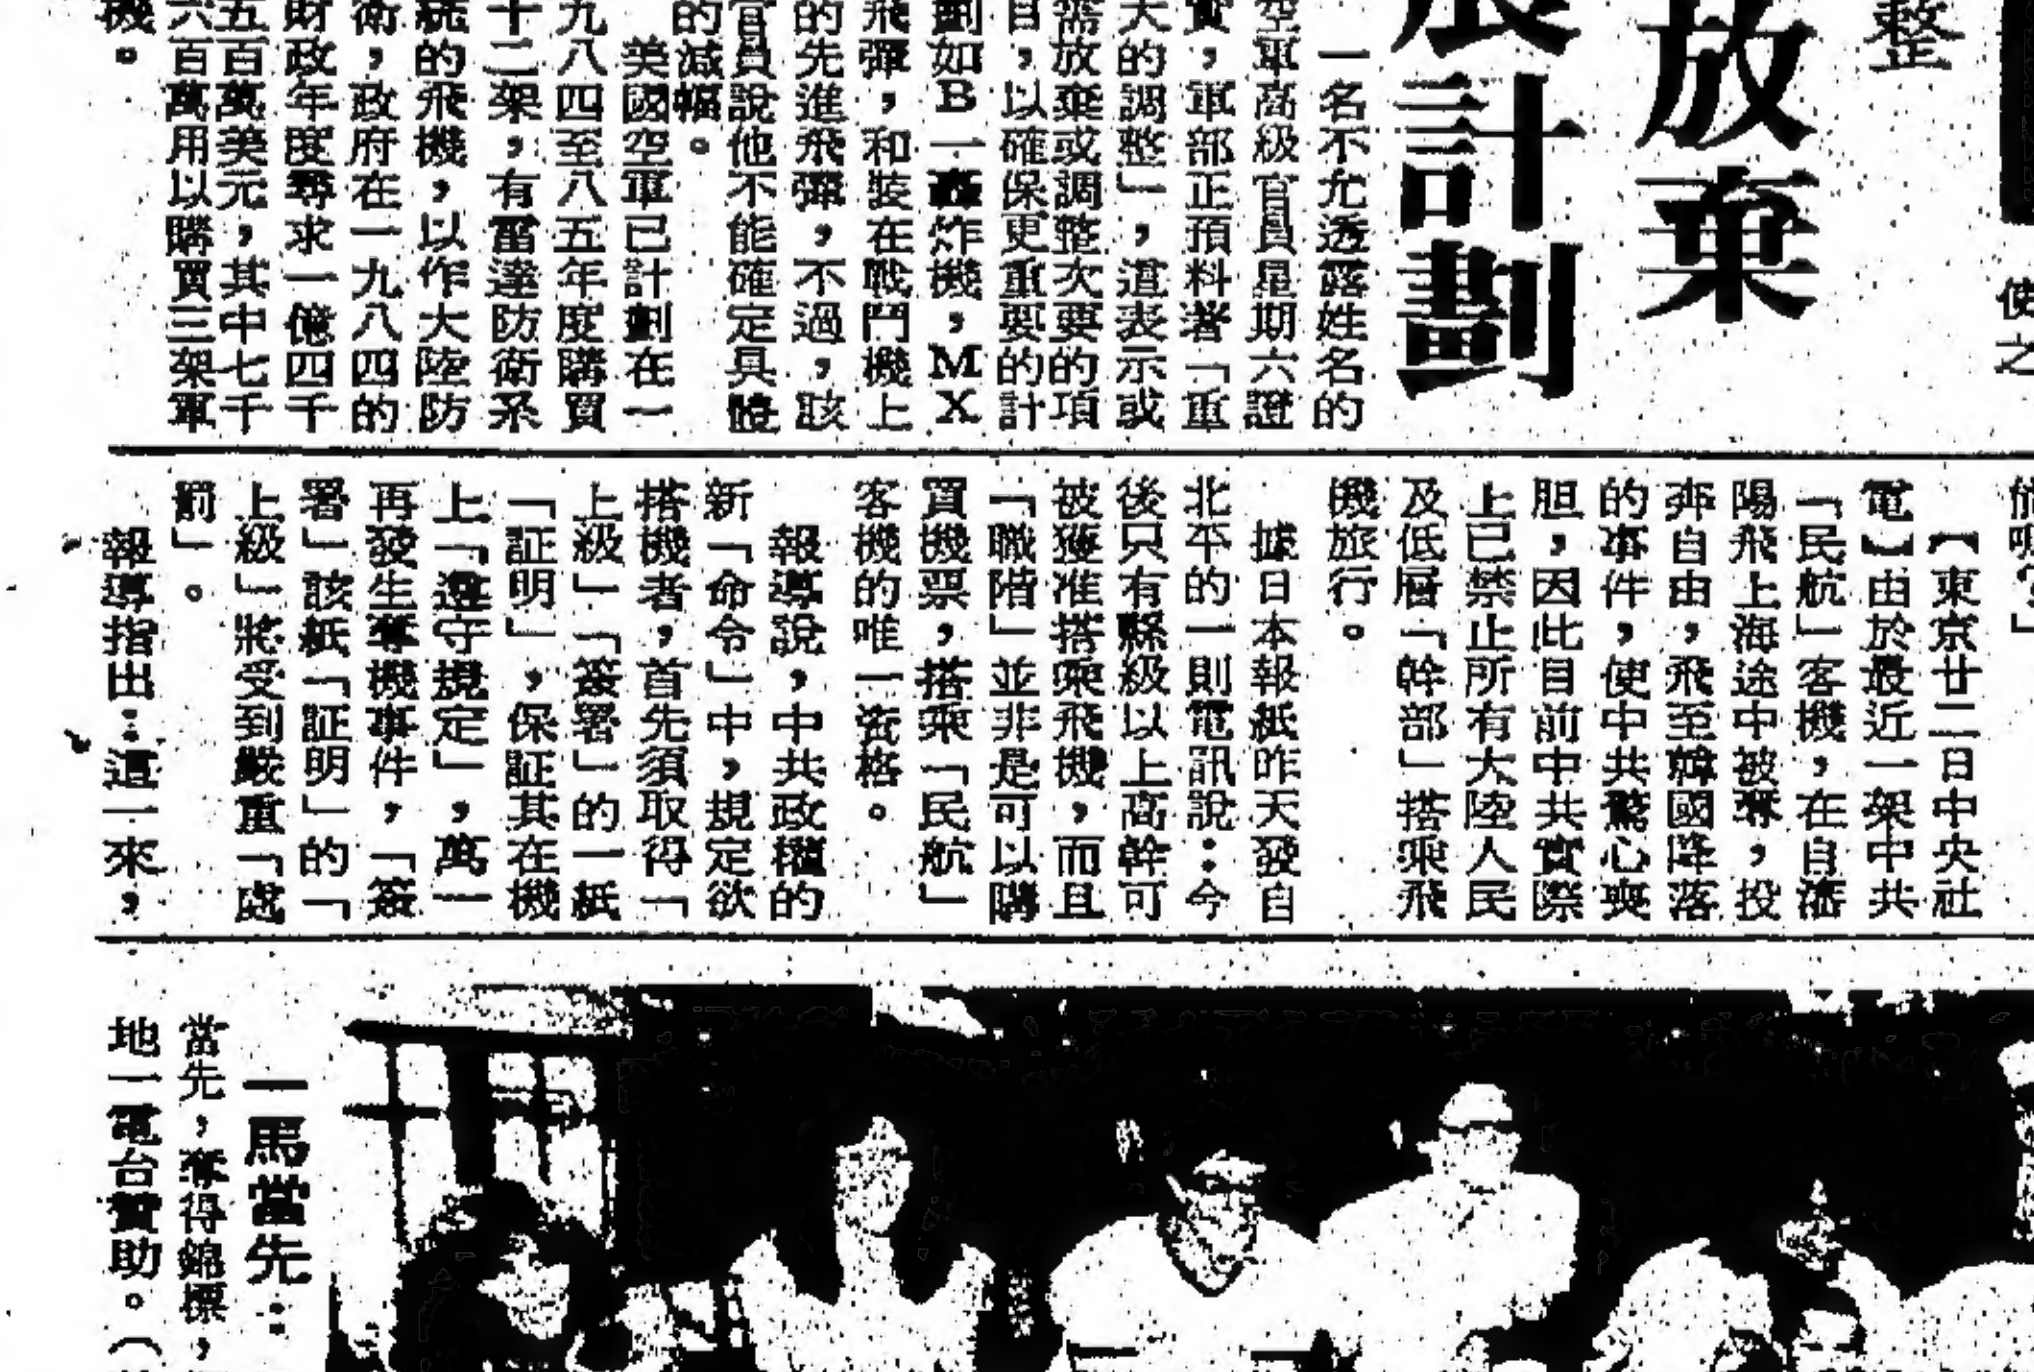 整
放棄
展計劃
一名不允透露姓名的
空軍高級官員星期六證
實，軍部正預料着「重
大的調整」，道表示或
需放棄或調整次要的項
目，以確保更重要的計
劃如B一轟炸機，MX
飛彈，和裝在戰鬥機上
的先進飛彈，不過，該
官員說他不能確定具體
的減幅。
美國空軍已計劃在一
九八四至八五年度購買
十二架，有雷達防衛系
統的飛機，以作大陸防
衛，政府在一九八四的
財政年度尋求一億四千
五百萬美元，其中七千
六百萬用以購買三架軍
機。
使之
【東京廿二日中央社
電】由於最近一架中共
「民航」客機，在自瀋
陽飛上海途中被奪，投
奔自由，飛至韓國降落
的事件，使中共驚心喪
胆，因此目前中共實際
上已禁止所有大陸人民
及低層「幹部」搭乘飛
機旅行。
據日本報紙昨天發自
北平的一則電訊說：今
後只有縣級以上高幹可
被獲准搭乘飛機，而且
「職階」並非是可以購
買機票，搭乘「民航」
客機的唯一資格。
報導說，中共政權的
新「命令」中，規定欲
搭機者，首先須取得「
上級」「簽署」的一紙
「証明」，保証其在機
上「遵守規定」，萬一
再發生奪機事件，「簽
署」該紙「証明」的「
上級」將受到嚴重「處
罰」。
報導指出：這一來，
一馬當先：
當先，奪得錦標，
地一電台贊助。（